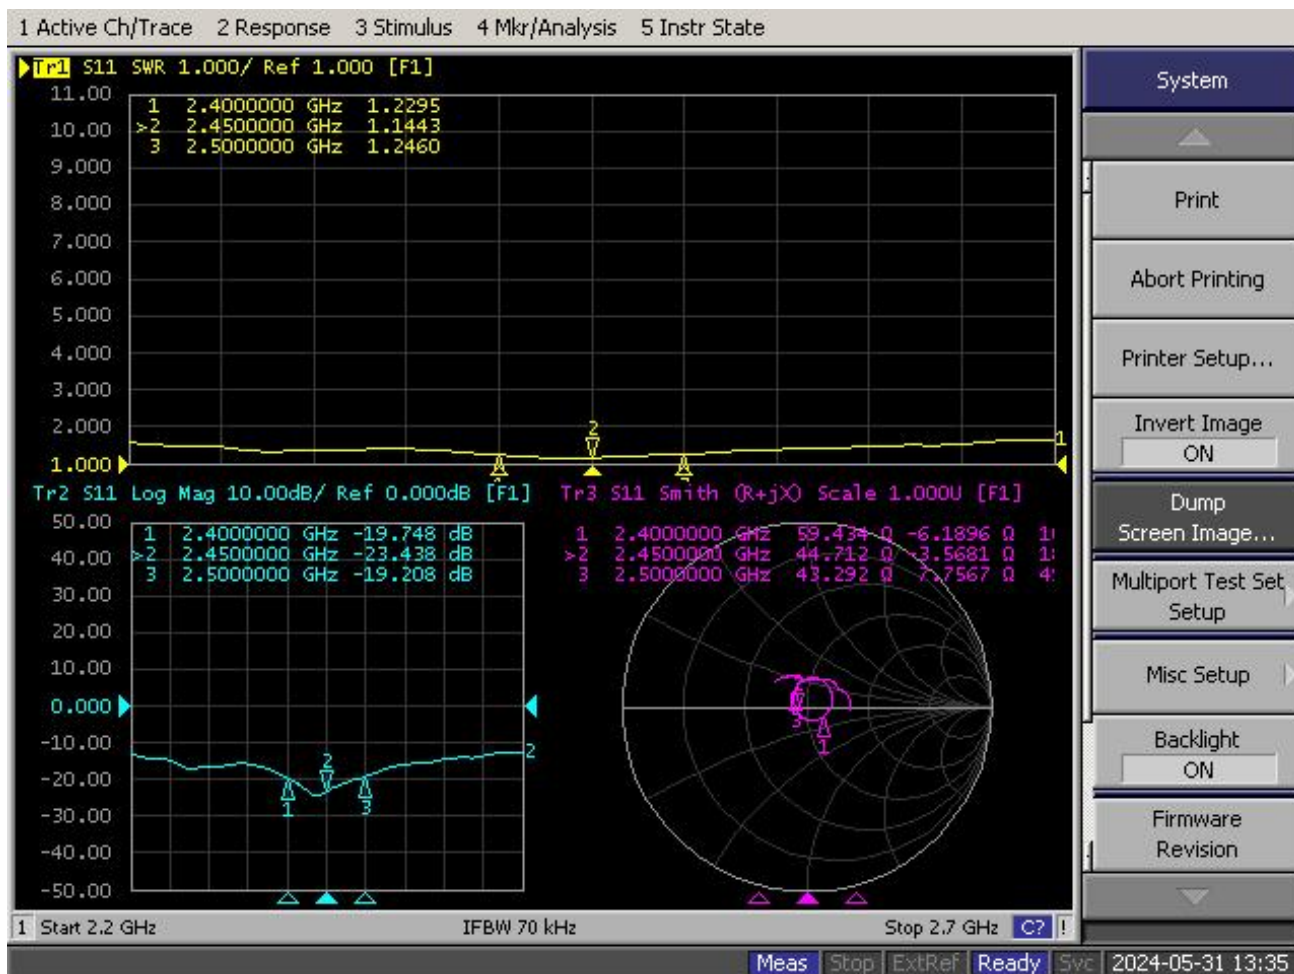 1 Active Ch/Trace 2 Response 3 Stimulus 4 Mkr/Analysis 5 Instr State
Tr1 S11 SWR 1.000/ Ref 1.000 [F1]
11.00
10.00
9.000
8.000
7.000
6.000
5.000
4.000
3.000
2.000
1.000
1 2.4000000 GHz 1.2295
>2 2.4500000 GHz 1.1443
3 2.5000000 GHz 1.2460
2
1
Tr2 S11 Log Mag 10.00dB/ Ref 0.000dB [F1]
50.00
40.00
30.00
20.00
10.00
0.000
-10.00
-20.00
-30.00
-40.00
-50.00
1 2.4000000 GHz -19.748 dB
>2 2.4500000 GHz -23.438 dB
3 2.5000000 GHz -19.208 dB
2
2
1
3
Tr3 S11 Smith (R+jX) Scale 1.000U [F1]
1 2.4000000 GHz 59.434 Ω -6.1896 Ω
>2 2.4500000 GHz 44.712 Ω -3.5681 Ω
3 2.5000000 GHz 43.292 Ω 7.7567 Ω
3
1
1 Start 2.2 GHz IFBW 70 kHz Stop 2.7 GHz C? !
System
Print
Abort Printing
Printer Setup...
Invert Image
ON
Dump
Screen Image...
Multiport Test Set
Setup
Misc Setup
Backlight
ON
Firmware
Revision
Meas Stop ExtRef Ready Svc 2024-05-31 13:35